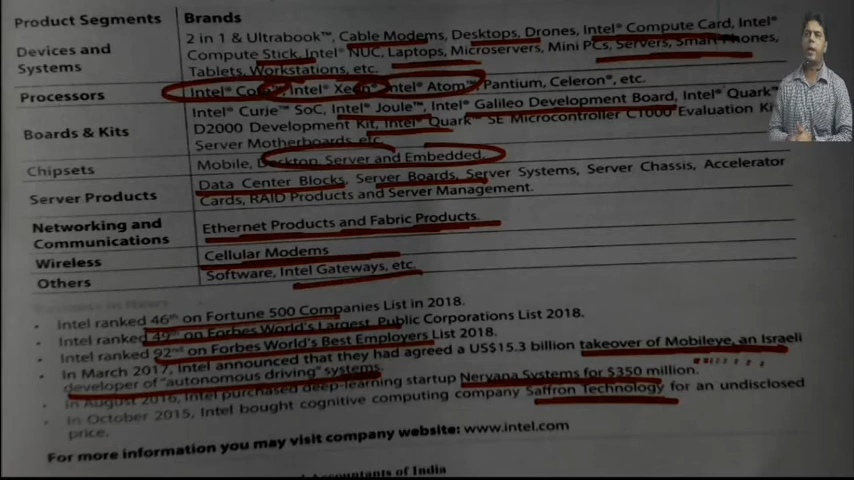 Product Segments Brands
Devices and Systems 2 in 1 & Ultrabook™, Cable Modems, Desktops, Drones, Intel® Compute Card, Intel®
Compute Stick, Intel® NUC, Laptops, Microservers, Mini PCs, Servers, Smart Phones,
Tablets, Workstations, etc.
Processors Intel® Core™, Intel® Xeon® Intel® Atom™, Pantium, Celeron®, etc.
Boards & Kits Intel® Curie™ SoC, Intel® Joule™, Intel® Galileo Development Board, Intel® Quark™
D2000 Development Kit, Intel® Quark™ SE Microcontroller C1000 Evaluation Kit
Server Motherboards, etc.
Chipsets Mobile, Desktop, Server and Embedded.
Server Products Data Center Blocks, Server Boards, Server Systems, Server Chassis, Accelerator
Cards, RAID Products and Server Management.
Networking and Communications Ethernet Products and Fabric Products.
Wireless Cellular Modems
Others Software, Intel Gateways, etc.
• Intel ranked 46th on Fortune 500 Companies List in 2018.
• Intel ranked 49th on Forbes World's Largest Public Corporations List 2018.
• Intel ranked 92nd on Forbes World's Best Employers List 2018.
• In March 2017, Intel announced that they had agreed a US$15.3 billion takeover of Mobileye, an Israeli
developer of "autonomous driving" systems.
• In August 2016, Intel purchased deep-learning startup Nervana Systems for $350 million.
• In October 2015, Intel bought cognitive computing company Saffron Technology for an undisclosed
price.
For more information you may visit company website: www.intel.com
Accountants of India